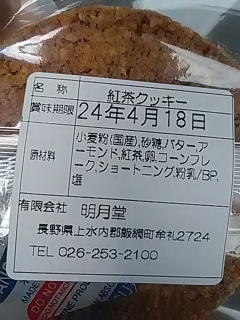 名称 紅茶クッキー
賞味期限 24年4月18日
原材料 小麦粉(国産),砂糖,バター,ア
ーモンド,紅茶,卵,コーンフレ
ーク,ショートニング,粉乳/BP,
塩
有限会社 明月堂
長野県上水内郡飯綱町牟礼2724
TEL 026-253-2100
DO NO